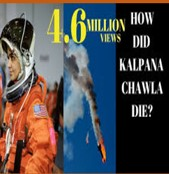 4.6 MILLION
VIEWS
HOW
DID
KALPANA
CHAWLA
DIE?